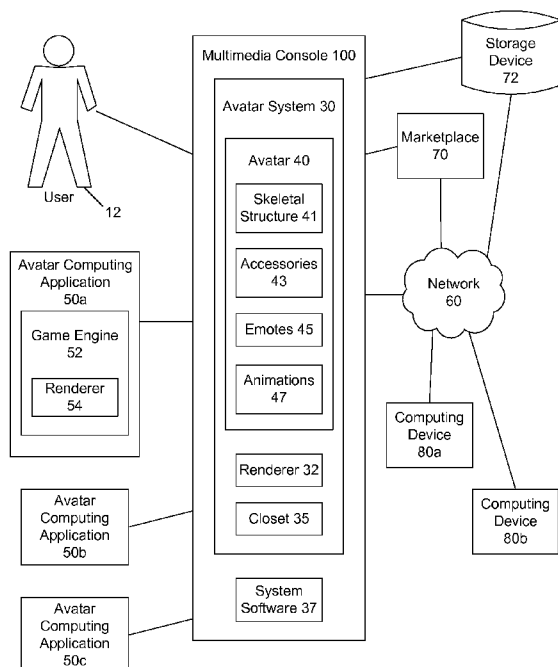 User
12
Avatar Computing
Application
50a
Game Engine
52
Renderer
54
Avatar
Computing
Application
50b
Avatar
Computing
Application
50c
Multimedia Console 100
Avatar System 30
Avatar 40
Skeletal
Structure 41
Accessories
43
Emotes 45
Animations
47
Renderer 32
Closet 35
System
Software 37
Storage
Device
72
Marketplace
70
Network
60
Computing
Device
80a
Computing
Device
80b